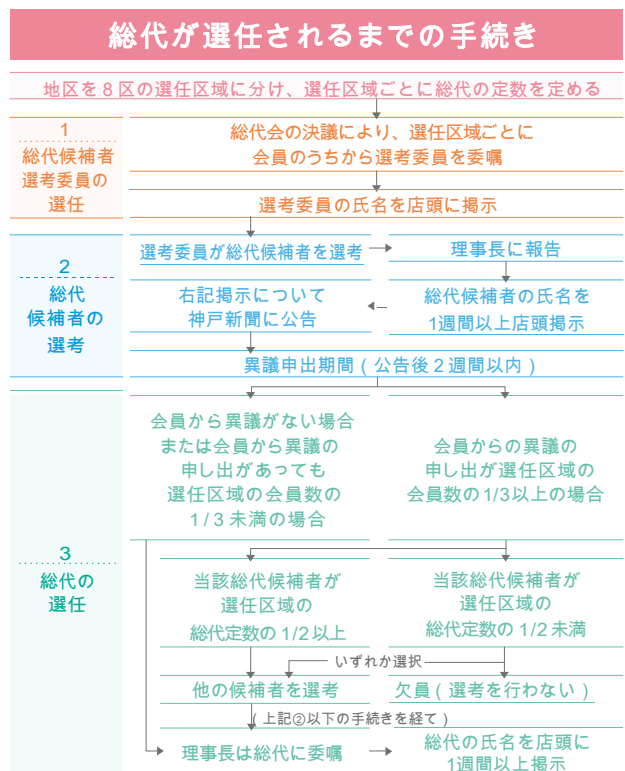 総代が選任されるまでの手続き
地区を8区の選任区域に分け、選任区域ごとに総代の定数を定める
1
総代候補者
選考委員の
選任
総代会の決議により、選任区域ごとに
会員のうちから選考委員を委嘱
選考委員の氏名を店頭に掲示
2
総代
候補者の
選考
選考委員が総代候補者を選考
理事長に報告
右記掲示について
神戸新聞に公告
総代候補者の氏名を
1週間以上店頭掲示
異議申出期間(公告後2週間以内)
3
総代の
選任
会員から異議がない場合
または会員から異議の
申し出があっても
選任区域の会員数の
1/3未満の場合
会員からの異議の
申し出が選任区域の
会員数の1/3以上の場合
当該総代候補者が
選任区域の
総代定数の1/2以上
当該総代候補者が
選任区域の
総代定数の1/2未満
いずれか選択
他の候補者を選考
欠員(選考を行わない)
(上記②以下の手続きを経て)
理事長は総代に委嘱
総代の氏名を店頭に
1週間以上掲示